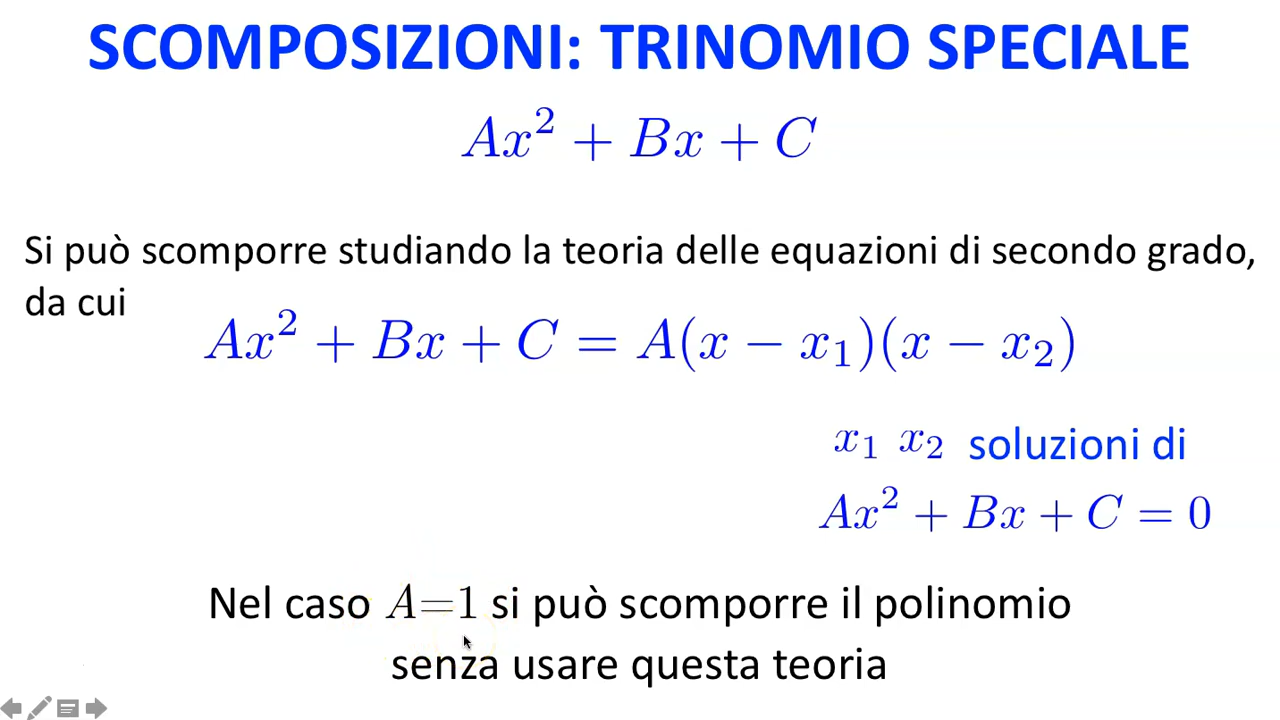 SCOMPOSIZIONI: TRINOMIO SPECIALE
Ax² + Bx + C
Si può scomporre studiando la teoria delle equazioni di secondo grado,
da cui
Ax² + Bx + C = A(x − x₁)(x − x₂)
x₁ x₂ soluzioni di
Ax² + Bx + C = 0
Nel caso A=1 si può scomporre il polinomio
senza usare questa teoria